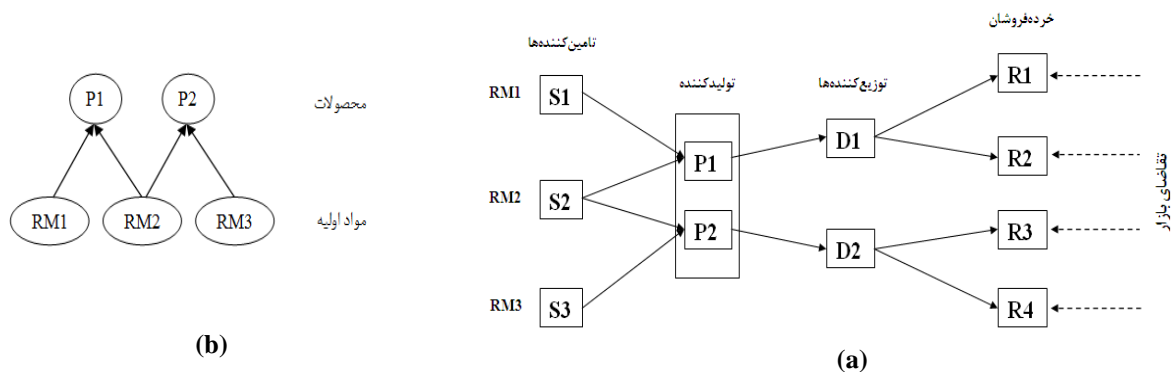 P1
P2
محصولات
RM1
RM2
RM3
مواد اولیه
(b)
خرده‌فروشان
تامین‌کننده‌ها
تولیدکننده
توزیع‌کننده‌ها
RM1
S1
R1
P1
D1
R2
RM2
S2
P2
D2
R3
RM3
S3
R4
تقاضای بازار
(a)